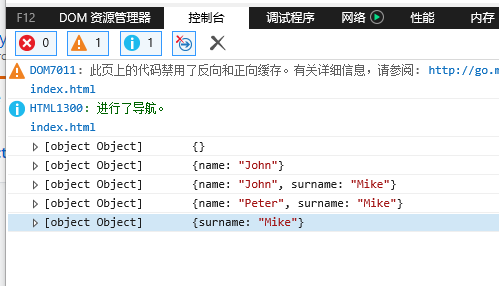 F12 DOM 资源管理器 控制台 调试程序 网络 性能 内存
0 1 1
DOM7011: 此页上的代码禁用了反向和正向缓存。有关详细信息，请参阅: http://go.m
index.html
HTML1300: 进行了导航。
index.html
[object Object] {}
[object Object] {name: "John"}
[object Object] {name: "John", surname: "Mike"}
[object Object] {name: "Peter", surname: "Mike"}
[object Object] {surname: "Mike"}